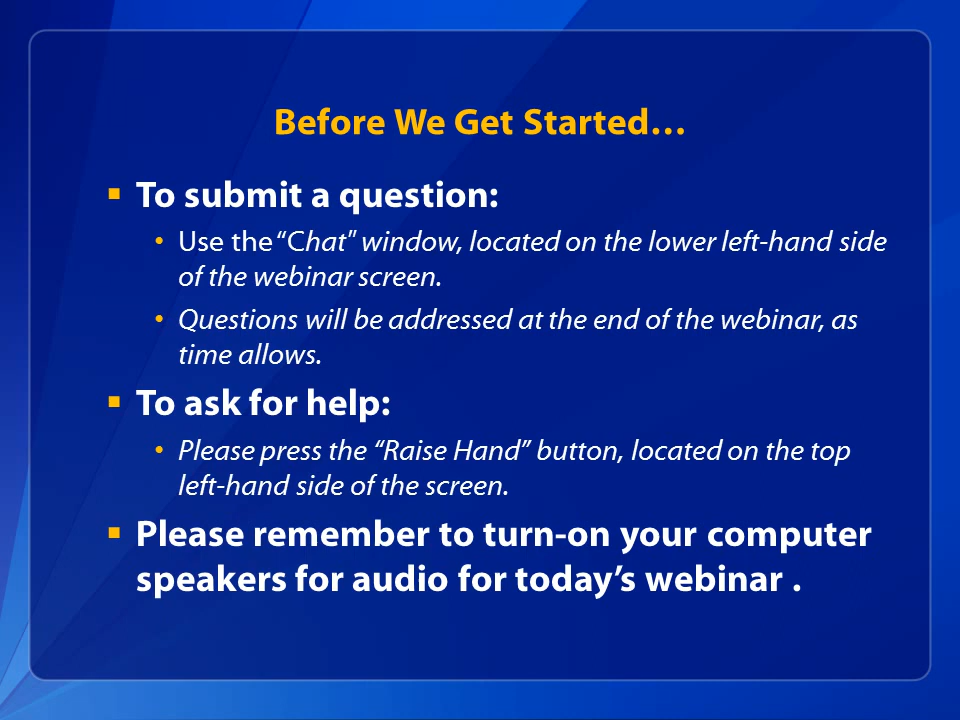 Before We Get Started…
▪ To submit a question:
• Use the “Chat" window, located on the lower left-hand side
of the webinar screen.
• Questions will be addressed at the end of the webinar, as
time allows.
▪ To ask for help:
• Please press the “Raise Hand” button, located on the top
left-hand side of the screen.
▪ Please remember to turn-on your computer
speakers for audio for today’s webinar .